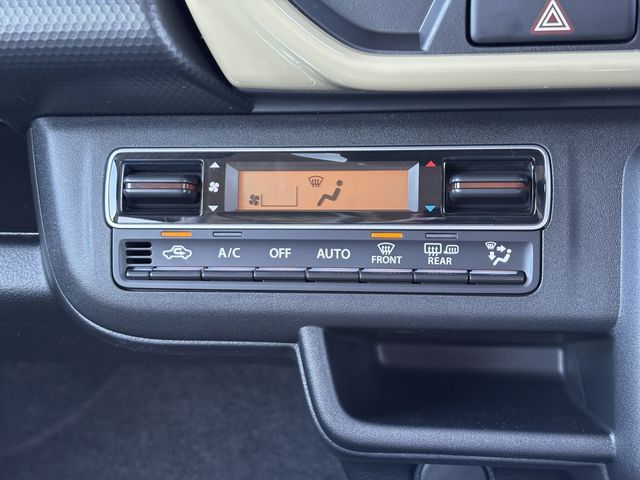 A/C OFF AUTO FRONT REAR